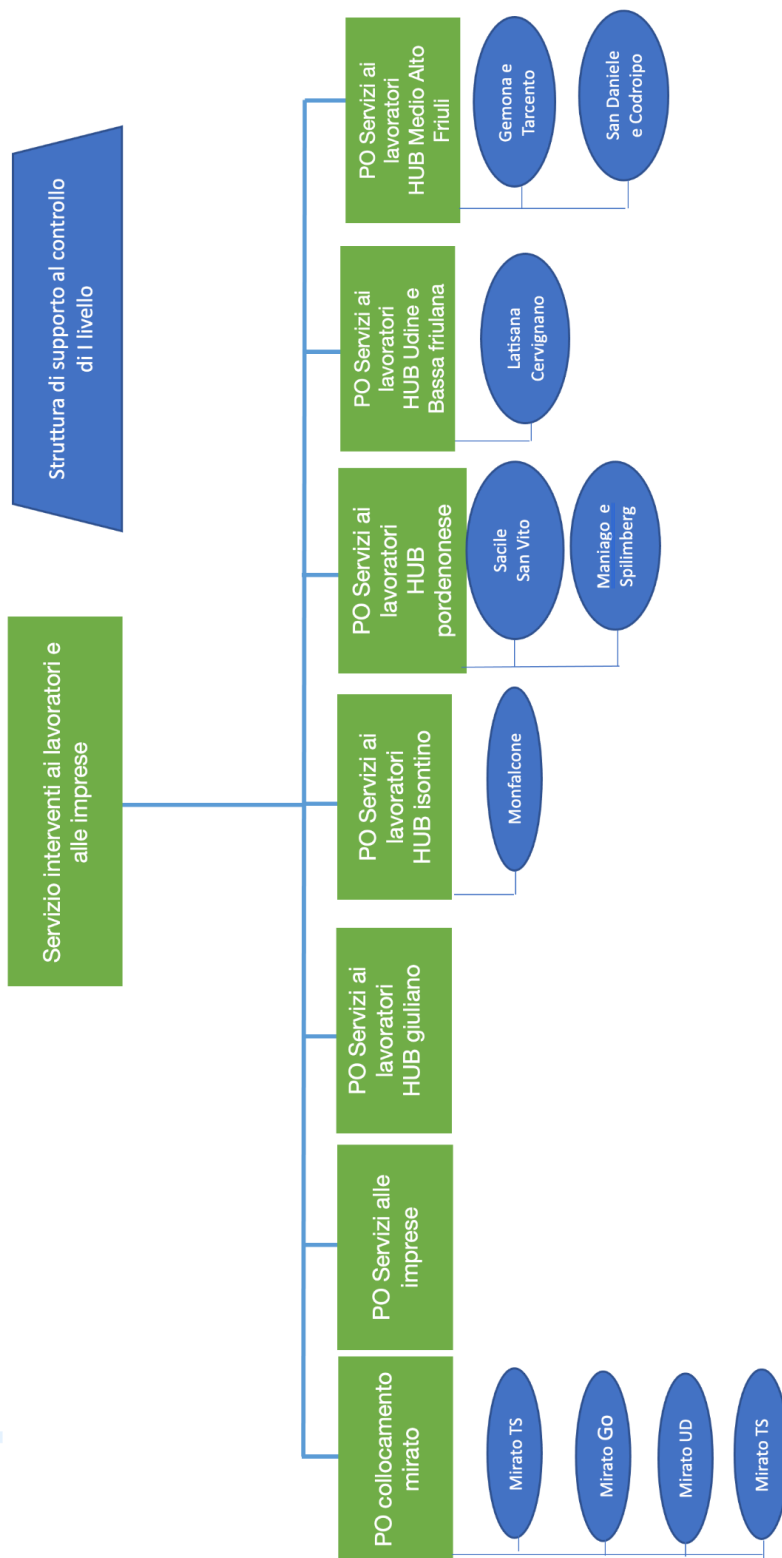 Servizio interventi ai lavoratori e
alle imprese
Struttura di supporto al controllo
di I livello
PO collocamento
mirato
PO Servizi alle
imprese
PO Servizi ai
lavoratori
HUB giuliano
PO Servizi ai
lavoratori
HUB isontino
PO Servizi ai
lavoratori
HUB
pordenonese
PO Servizi ai
lavoratori
HUB Udine e
Bassa friulana
PO Servizi ai
lavoratori
HUB Medio Alto
Friuli
Mirato TS
Mirato Go
Mirato UD
Mirato TS
Monfalcone
Sacile
San Vito
Maniago e
Spilimberg
Latisana
Cervignano
Gemona e
Tarcento
San Daniele
e Codroipo